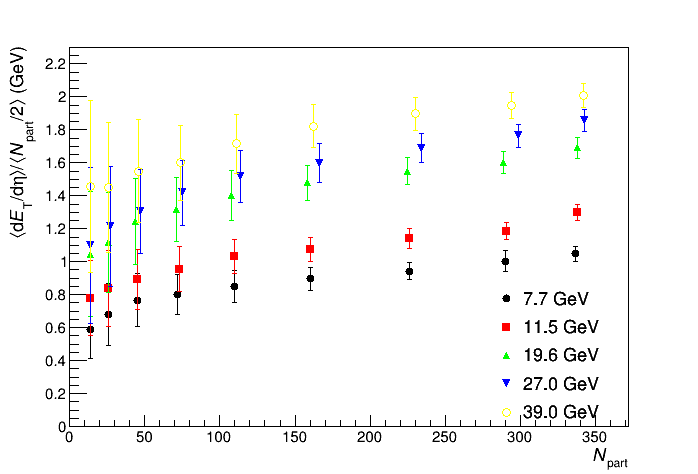 ⟨dE_T/dη⟩/⟨N_part/2⟩ (GeV)
2.2
2
1.8
1.6
1.4
1.2
1
0.8
0.6
0.4
0.2
0
7.7 GeV
11.5 GeV
19.6 GeV
27.0 GeV
39.0 GeV
0 50 100 150 200 250 300 350
N_part